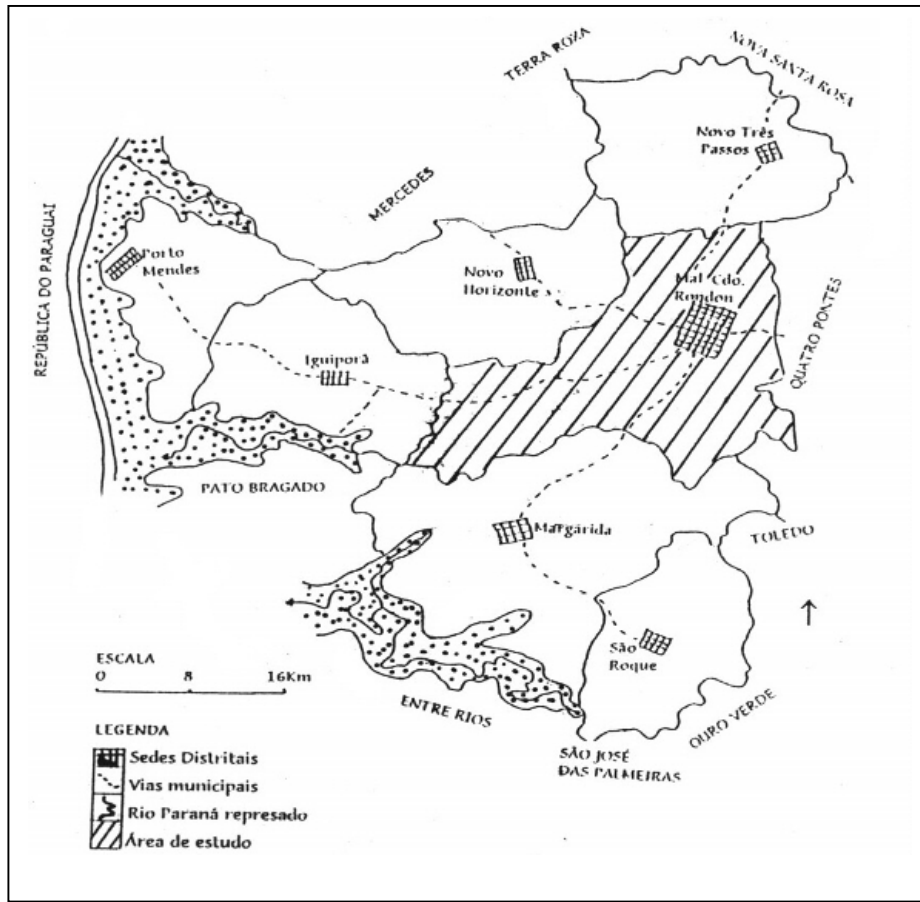 TERRA ROXA
NOVA SANTA ROSA
Novo Três
Passos
MERCEDES
REPÚBLICA DO PARAGUAI
Porto
Mendes
Novo
Horizonte
Mal. Cdo.
Rondon
QUATRO PONTES
Iguiporã
PATO BRAGADO
Margarida
TOLEDO
São
Roque
ESCALA
0 8 16Km
ENTRE RIOS
OURO VERDE
SÃO JOSÉ
DAS PALMEIRAS
LEGENDA
Sedes Distritais
Vias municipais
Rio Paraná represado
Área de estudo